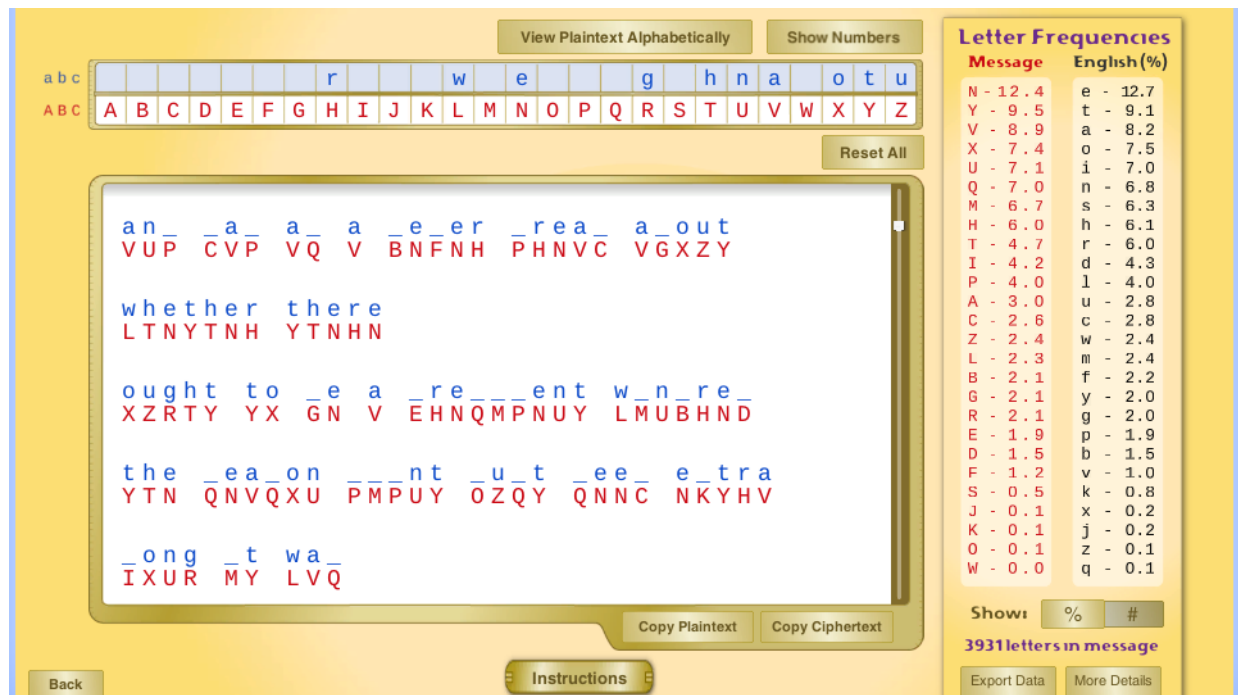 View Plaintext Alphabetically Show Numbers
a b c r w e g h n a o t u
A B C A B C D E F G H I J K L M N O P Q R S T U V W X Y Z
Reset All
an_ _a_ a_ a _e_er _rea_ a_out
VUP CVP VQ V BNFNH PHNVC VGXZY
whether there
LTNYTNH YTNHN
ought to _e a _re___ent w_n_re_
XZRTY YX GN V EHNQMPNUY LMUBHND
the _ea_on ___nt _u_t _ee_ e_tra
YTN QNVQXU PMPUY OZQY QNNC NKYHV
_ong _t wa_
IXUR MY LVQ
Copy Plaintext Copy Ciphertext
Instructions
Back
Letter Frequencies
Message English (%)
N - 12.4 e - 12.7
Y - 9.5 t - 9.1
V - 8.9 a - 8.2
X - 7.4 o - 7.5
U - 7.1 i - 7.0
Q - 7.0 n - 6.8
M - 6.7 s - 6.3
H - 6.0 h - 6.1
T - 4.7 r - 6.0
I - 4.2 d - 4.3
P - 4.0 l - 4.0
A - 3.0 u - 2.8
C - 2.6 c - 2.8
Z - 2.4 w - 2.4
L - 2.3 m - 2.4
B - 2.1 f - 2.2
G - 2.1 y - 2.0
R - 2.1 g - 2.0
E - 1.9 p - 1.9
D - 1.5 b - 1.5
F - 1.2 v - 1.0
S - 0.5 k - 0.8
J - 0.1 x - 0.2
K - 0.1 j - 0.2
O - 0.1 z - 0.1
W - 0.0 q - 0.1
Show: % #
3931 letters in message
Export Data More Details